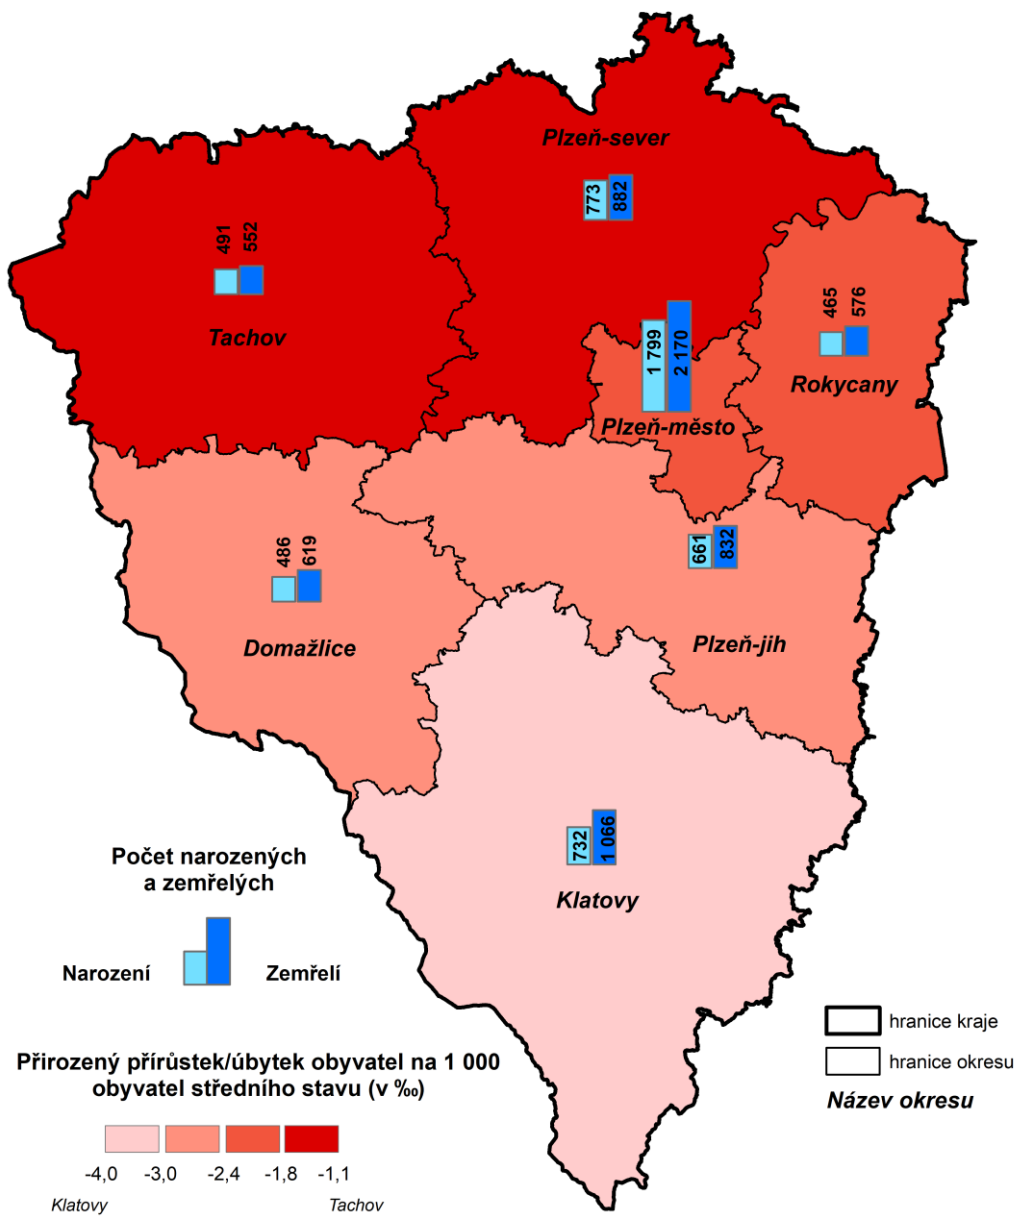 Plzeň-sever
773
882
491
552
Tachov
465
576
Rokycany
1 799
2 170
Plzeň-město
486
619
Domažlice
661
832
Plzeň-jih
732
1 066
Klatovy
Počet narozených
a zemřelých
Narození
Zemřelí
hranice kraje
hranice okresu
Název okresu
Přirozený přírůstek/úbytek obyvatel na 1 000
obyvatel středního stavu (v ‰)
-4,0 -3,0 -2,4 -1,8 -1,1
Klatovy Tachov